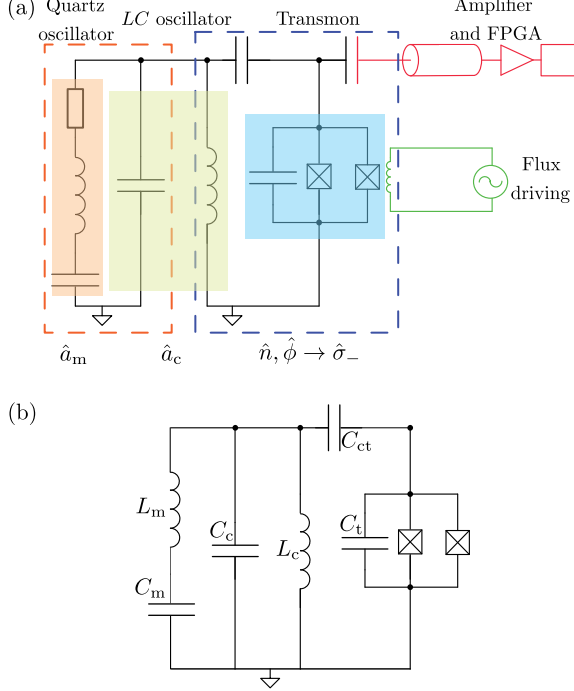 (a)
Quartz
oscillator
LC oscillator
Transmon
Amplifier
and FPGA
Flux
driving
â_m
â_c
n̂, ϕ̂ → σ̂₋
(b)
C_ct
L_m
C_c
L_c
C_t
C_m